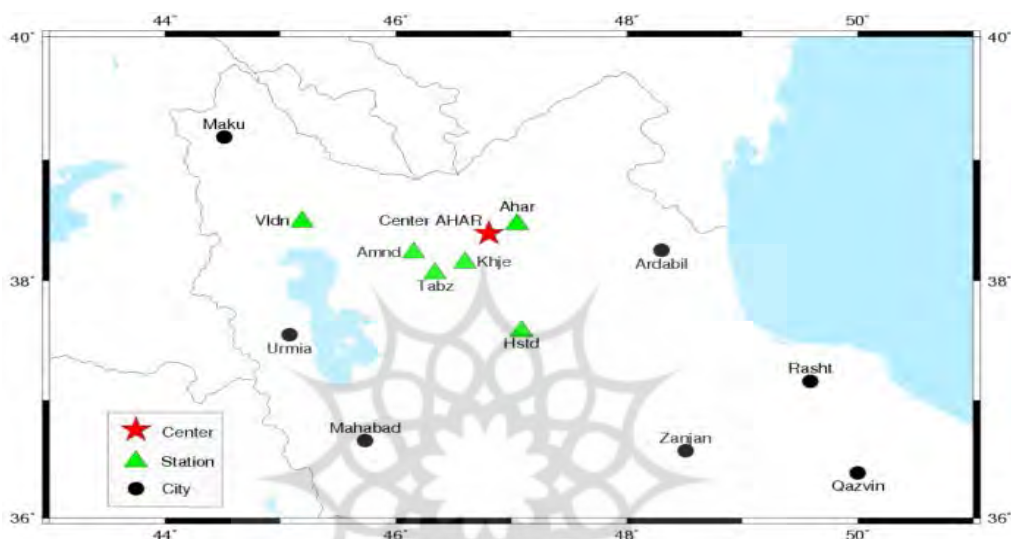 44° 46° 48° 50°
40° 40°
Maku
Vldn
Center AHAR
Ahar
Amnd
Khje
Tabz
Ardabil
38° 38°
Urmia
Hstd
Rasht
Mahabad
Zanjan
Qazvin
Center
Station
City
36° 36°
44° 46° 48° 50°